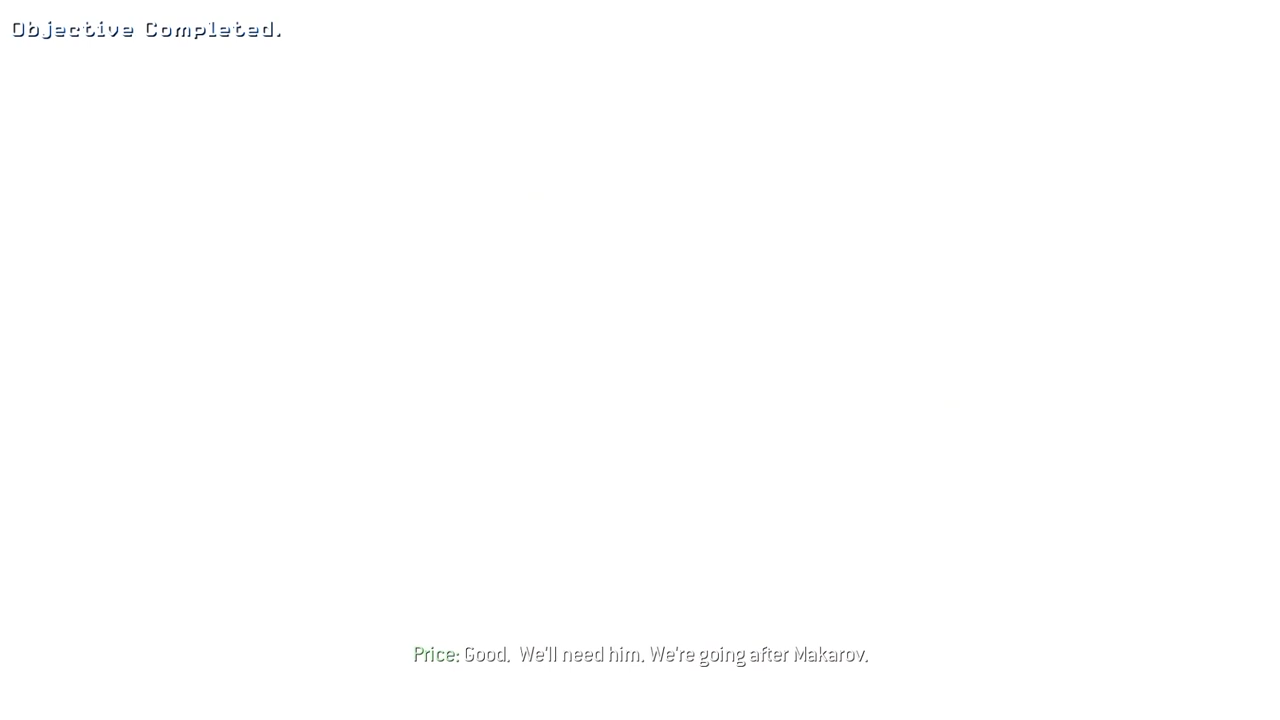 Objective Completed.
Price: Good.  We'll need him. We're going after Makarov.